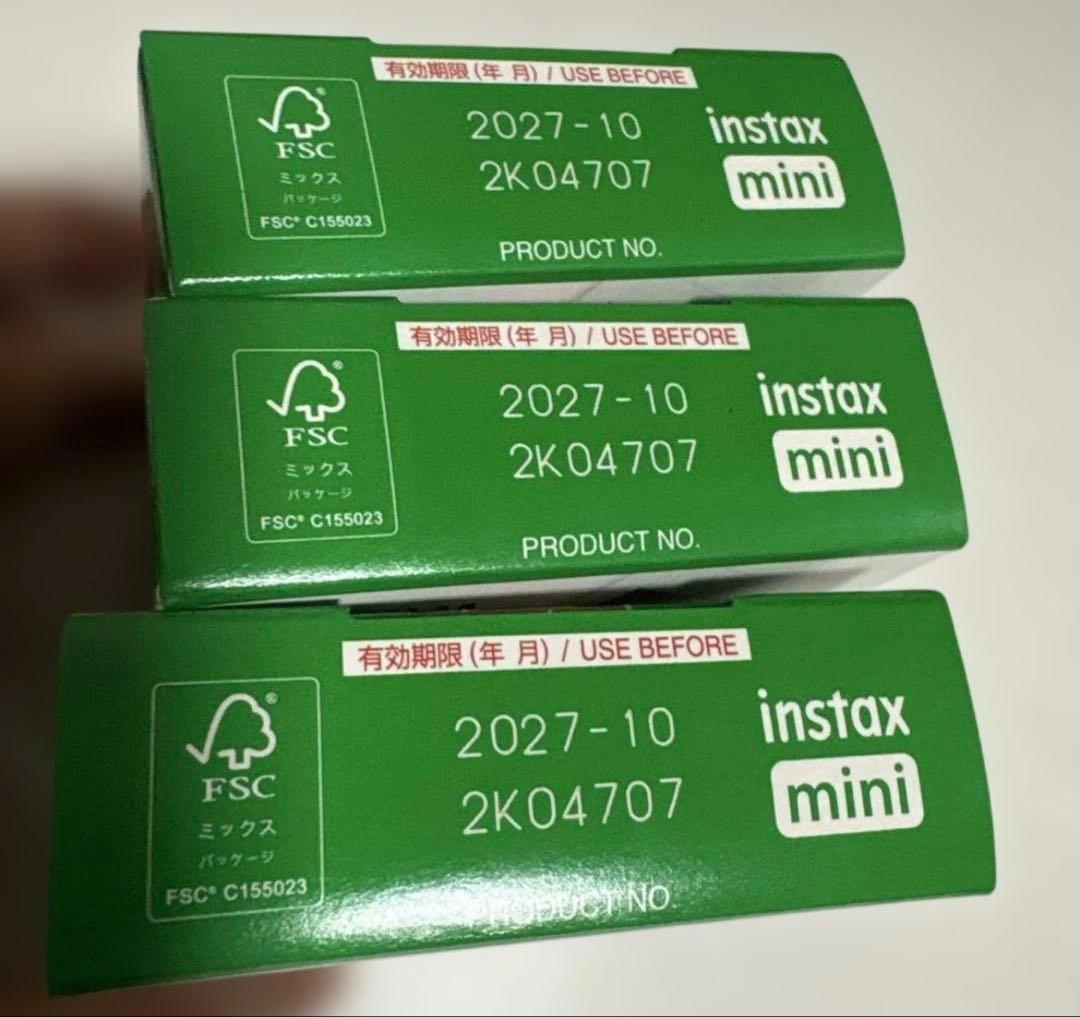 有効期限(年 月) / USE BEFORE
FSC®
ミックス
パッケージ
FSC® C155023
2027-10
2K04707
PRODUCT NO.
instax
mini
有効期限(年 月) / USE BEFORE
FSC®
ミックス
パッケージ
FSC® C155023
2027-10
2K04707
PRODUCT NO.
instax
mini
有効期限(年 月) / USE BEFORE
FSC®
ミックス
パッケージ
FSC® C155023
2027-10
2K04707
PRODUCT NO.
instax
mini